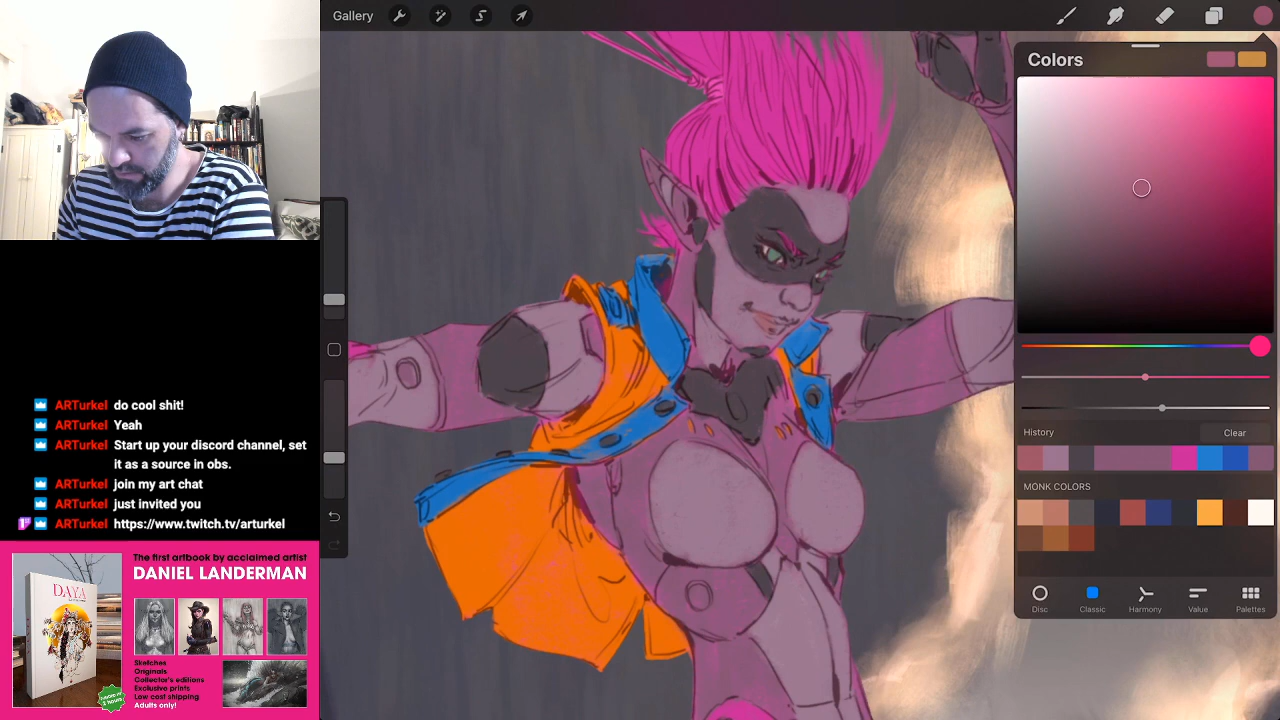 Gallery
Colors
History
Clear
MONK COLORS
Disc
Classic
Harmony
Value
Palettes
ARTurkel do cool shit!
ARTurkel Yeah
ARTurkel Start up your discord channel, set
it as a source in obs.
ARTurkel join my art chat
ARTurkel just invited you
ARTurkel https://www.twitch.tv/arturkel
The first artbook by acclaimed artist
DANIEL LANDERMAN
DAYA
Sketches
Originals
Collector's editions
Exclusive prints
Low cost shipping
Adults only!